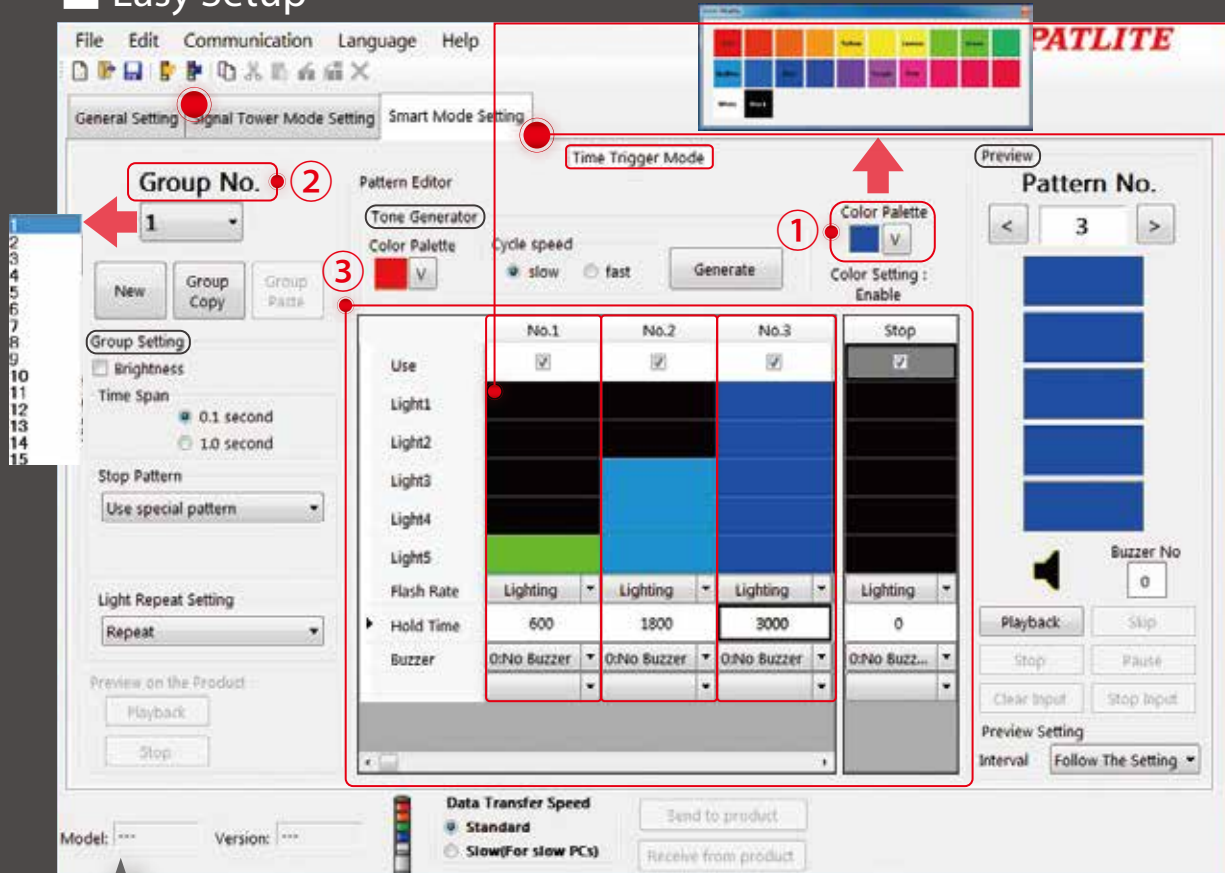 Easy Setup
File Edit Communication Language Help
PATLITE
General Setting Signal Tower Mode Setting Smart Mode Setting
Time Trigger Mode
Group No. ②
1
1
2
3
4
5
6
7
8
9
10
11
12
13
14
15
New
Group Copy
Group Paste
Group Setting
Brightness
Time Span
0.1 second
1.0 second
Stop Pattern
Use special pattern
Light Repeat Setting
Repeat
Preview on the Product
Playback
Stop
Pattern Editor
Tone Generator
Color Palette
V
Cycle speed
slow fast
Generate
①
Color Palette
V
Color Setting :
Enable
③
No.1 No.2 No.3 Stop
Use
Light1
Light2
Light3
Light4
Light5
Flash Rate Lighting Lighting Lighting Lighting
Hold Time 600 1800 3000 0
Buzzer 0:No Buzzer 0:No Buzzer 0:No Buzzer 0:No Buzz...
Preview
Pattern No.
< 3 >
Buzzer No
0
Playback Skip
Stop Pause
Clear Input Stop Input
Preview Setting
Interval Follow The Setting
Model: --- Version: ---
Data Transfer Speed
Standard
Slow(For slow PCs)
Send to product
Receive from product